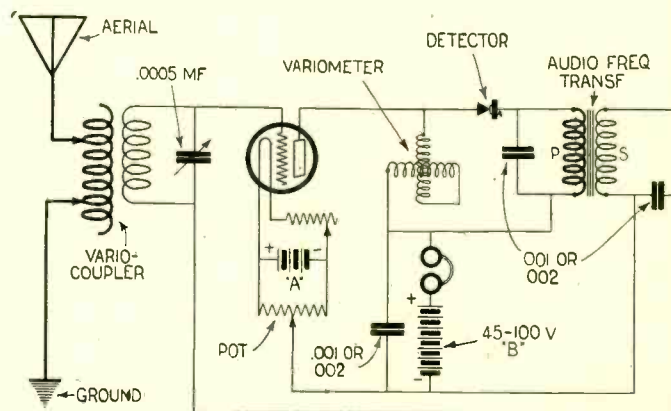 AERIAL
.0005 MF
VARIOMETER
DETECTOR
AUDIO FREQ
TRANSF
P
S
VARIO-
COUPLER
+
-
"A"
POT
.001 OR
002
+
45-100 V
"B"
-
.001 OR
002
GROUND